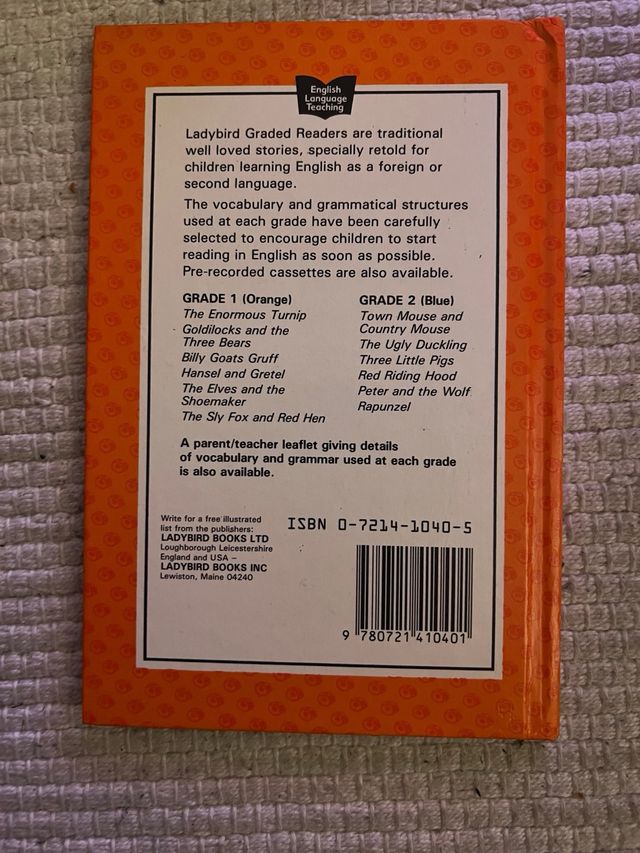 English
Language
Teaching
Ladybird Graded Readers are traditional
well loved stories, specially retold for
children learning English as a foreign or
second language.
The vocabulary and grammatical structures
used at each grade have been carefully
selected to encourage children to start
reading in English as soon as possible.
Pre-recorded cassettes are also available.
GRADE 1 (Orange)
The Enormous Turnip
Goldilocks and the
Three Bears
Billy Goats Gruff
Hansel and Gretel
The Elves and the
Shoemaker
The Sly Fox and Red Hen
GRADE 2 (Blue)
Town Mouse and
Country Mouse
The Ugly Duckling
Three Little Pigs
Red Riding Hood
Peter and the Wolf
Rapunzel
A parent/teacher leaflet giving details
of vocabulary and grammar used at each grade
is also available.
Write for a free illustrated
list from the publishers:
LADYBIRD BOOKS LTD
Loughborough Leicestershire
England and USA –
LADYBIRD BOOKS INC
Lewiston, Maine 04240
ISBN 0-7214-1040-5
9 780721 410401